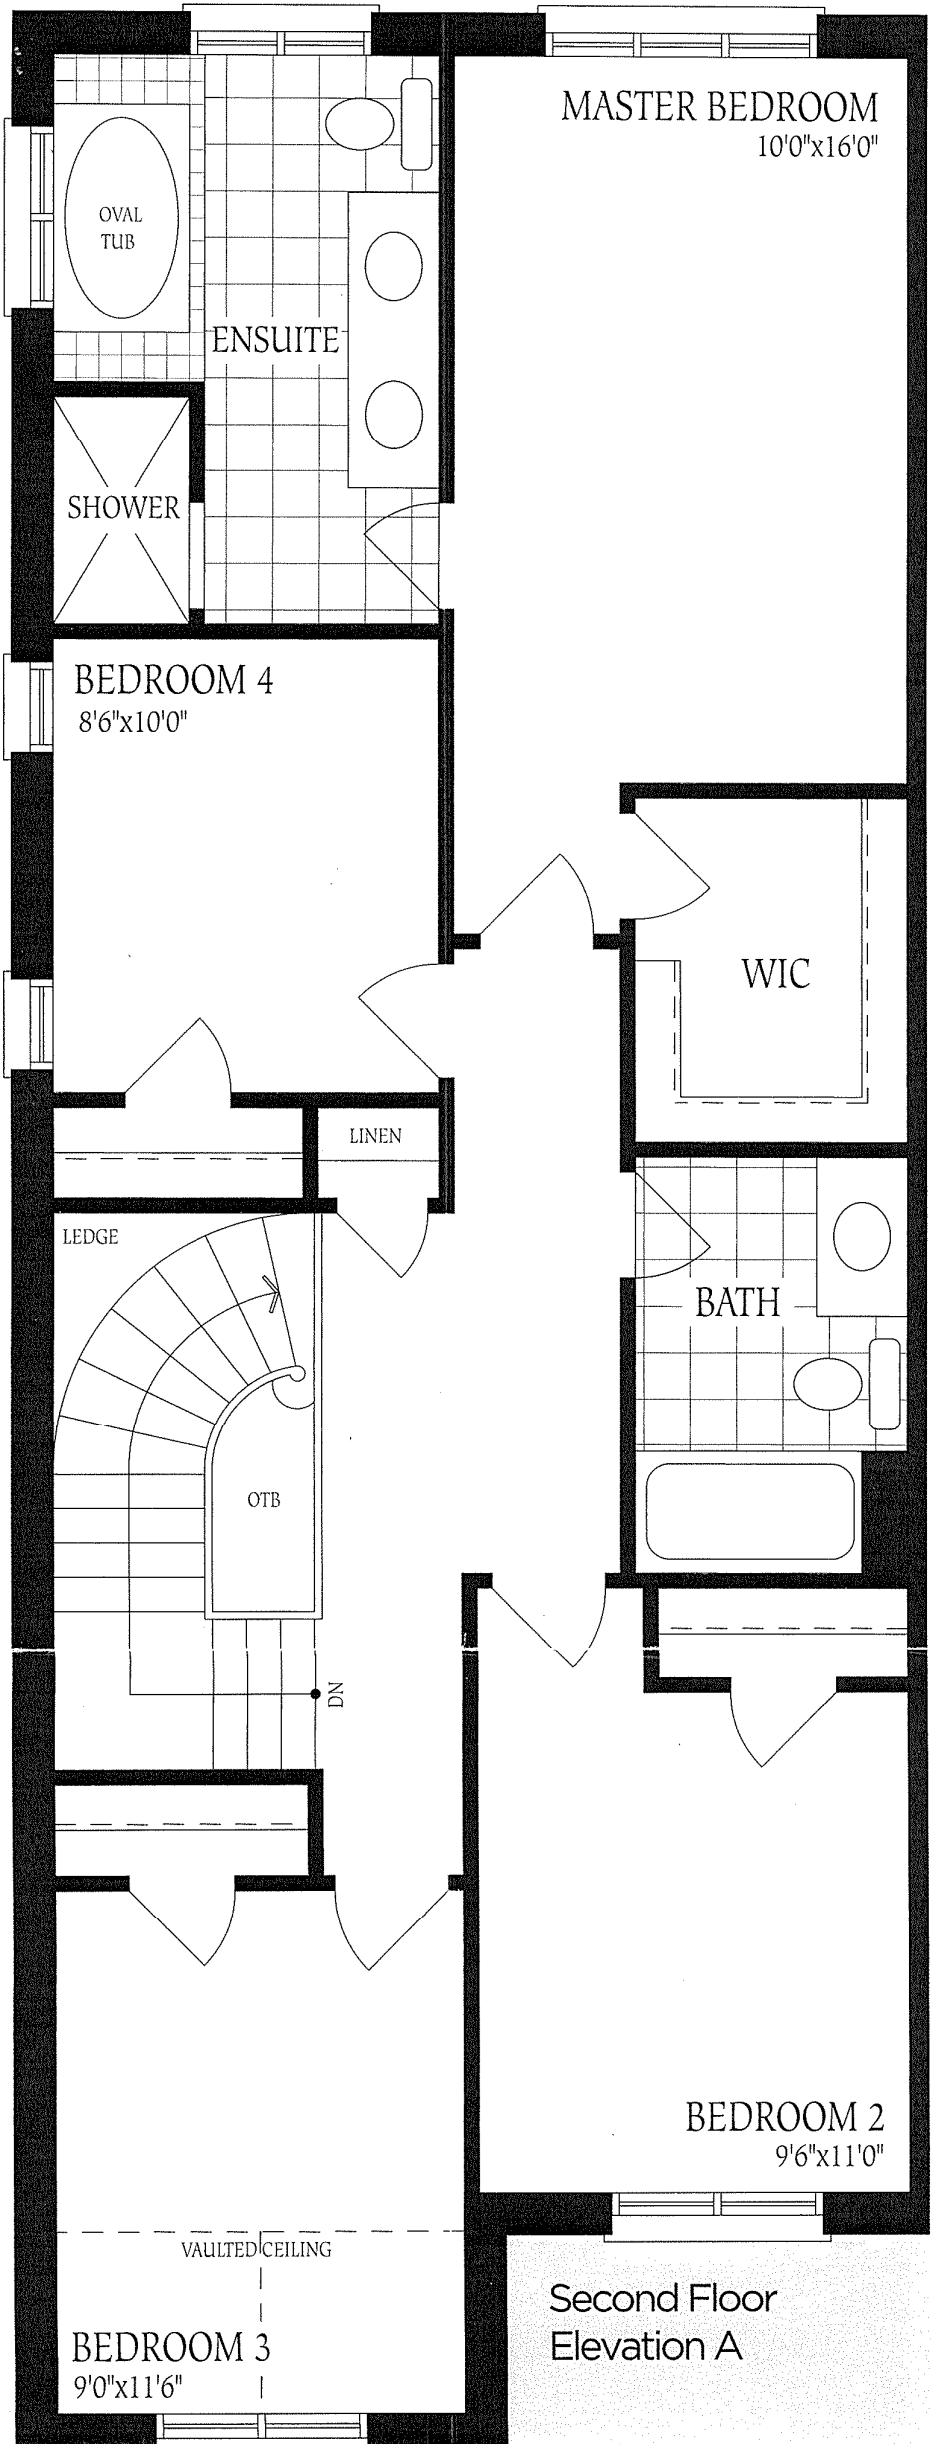 MASTER BEDROOM
10'0"x16'0"
OVAL
TUB
ENSUITE
SHOWER
BEDROOM 4
8'6"x10'0"
WIC
LINEN
LEDGE
BATH
OTB
DN
BEDROOM 2
9'6"x11'0"
VAULTED CEILING
BEDROOM 3
9'0"x11'6"
Second Floor
Elevation A